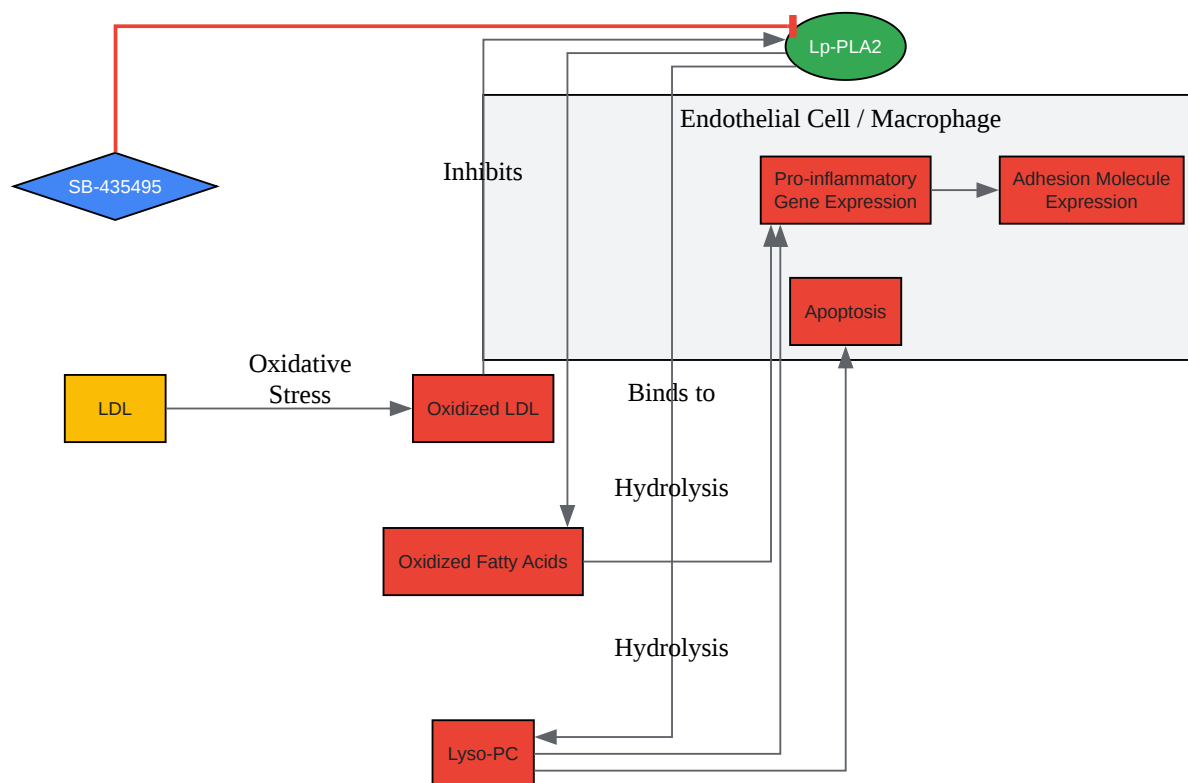 Lp-PLA2
Endothelial Cell / Macrophage
Inhibits
SB-435495
Pro-inflammatory
Gene Expression
Adhesion Molecule
Expression
Apoptosis
Oxidative
Stress
LDL
Oxidized LDL
Binds to
Hydrolysis
Oxidized Fatty Acids
Hydrolysis
Lyso-PC